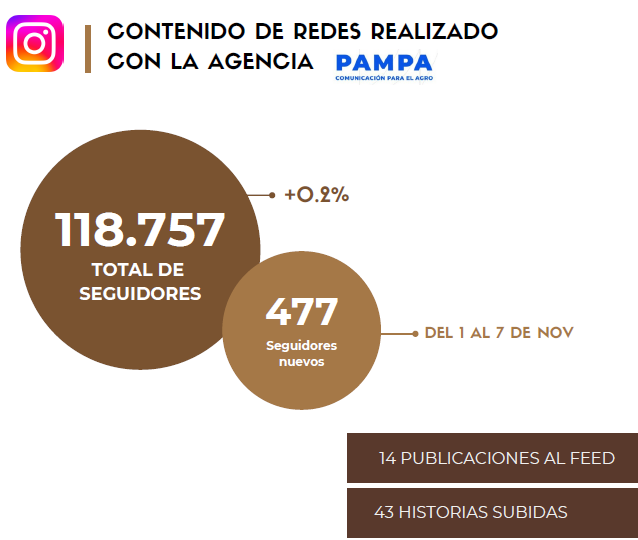 CONTENIDO DE REDES REALIZADO
CON LA AGENCIA PAMPA
COMUNICACIÓN PARA EL AGRO
+0.2%
118.757
TOTAL DE
SEGUIDORES
477
Seguidores
nuevos
DEL 1 AL 7 DE NOV
14 PUBLICACIONES AL FEED
43 HISTORIAS SUBIDAS